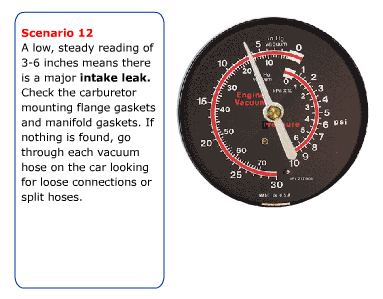 Scenario 12
A low, steady reading of
3-6 inches means there
is a major intake leak.
Check the carburetor
mounting flange gaskets
and manifold gaskets. If
nothing is found, go
through each vacuum
hose on the car looking
for loose connections or
split hoses.
in Hg
vacuum
5 0
10
15
20
25
30
Engine
Vacuum
0
1
2
3
4
5
6 psi
7
8
9
10